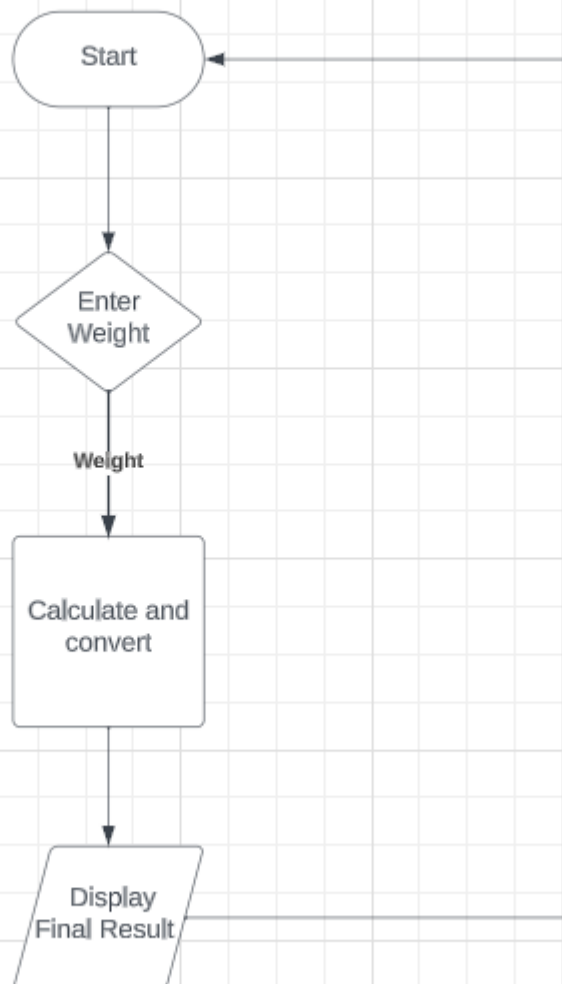 Start
Enter
Weight
Weight
Calculate and
convert
Display
Final Result